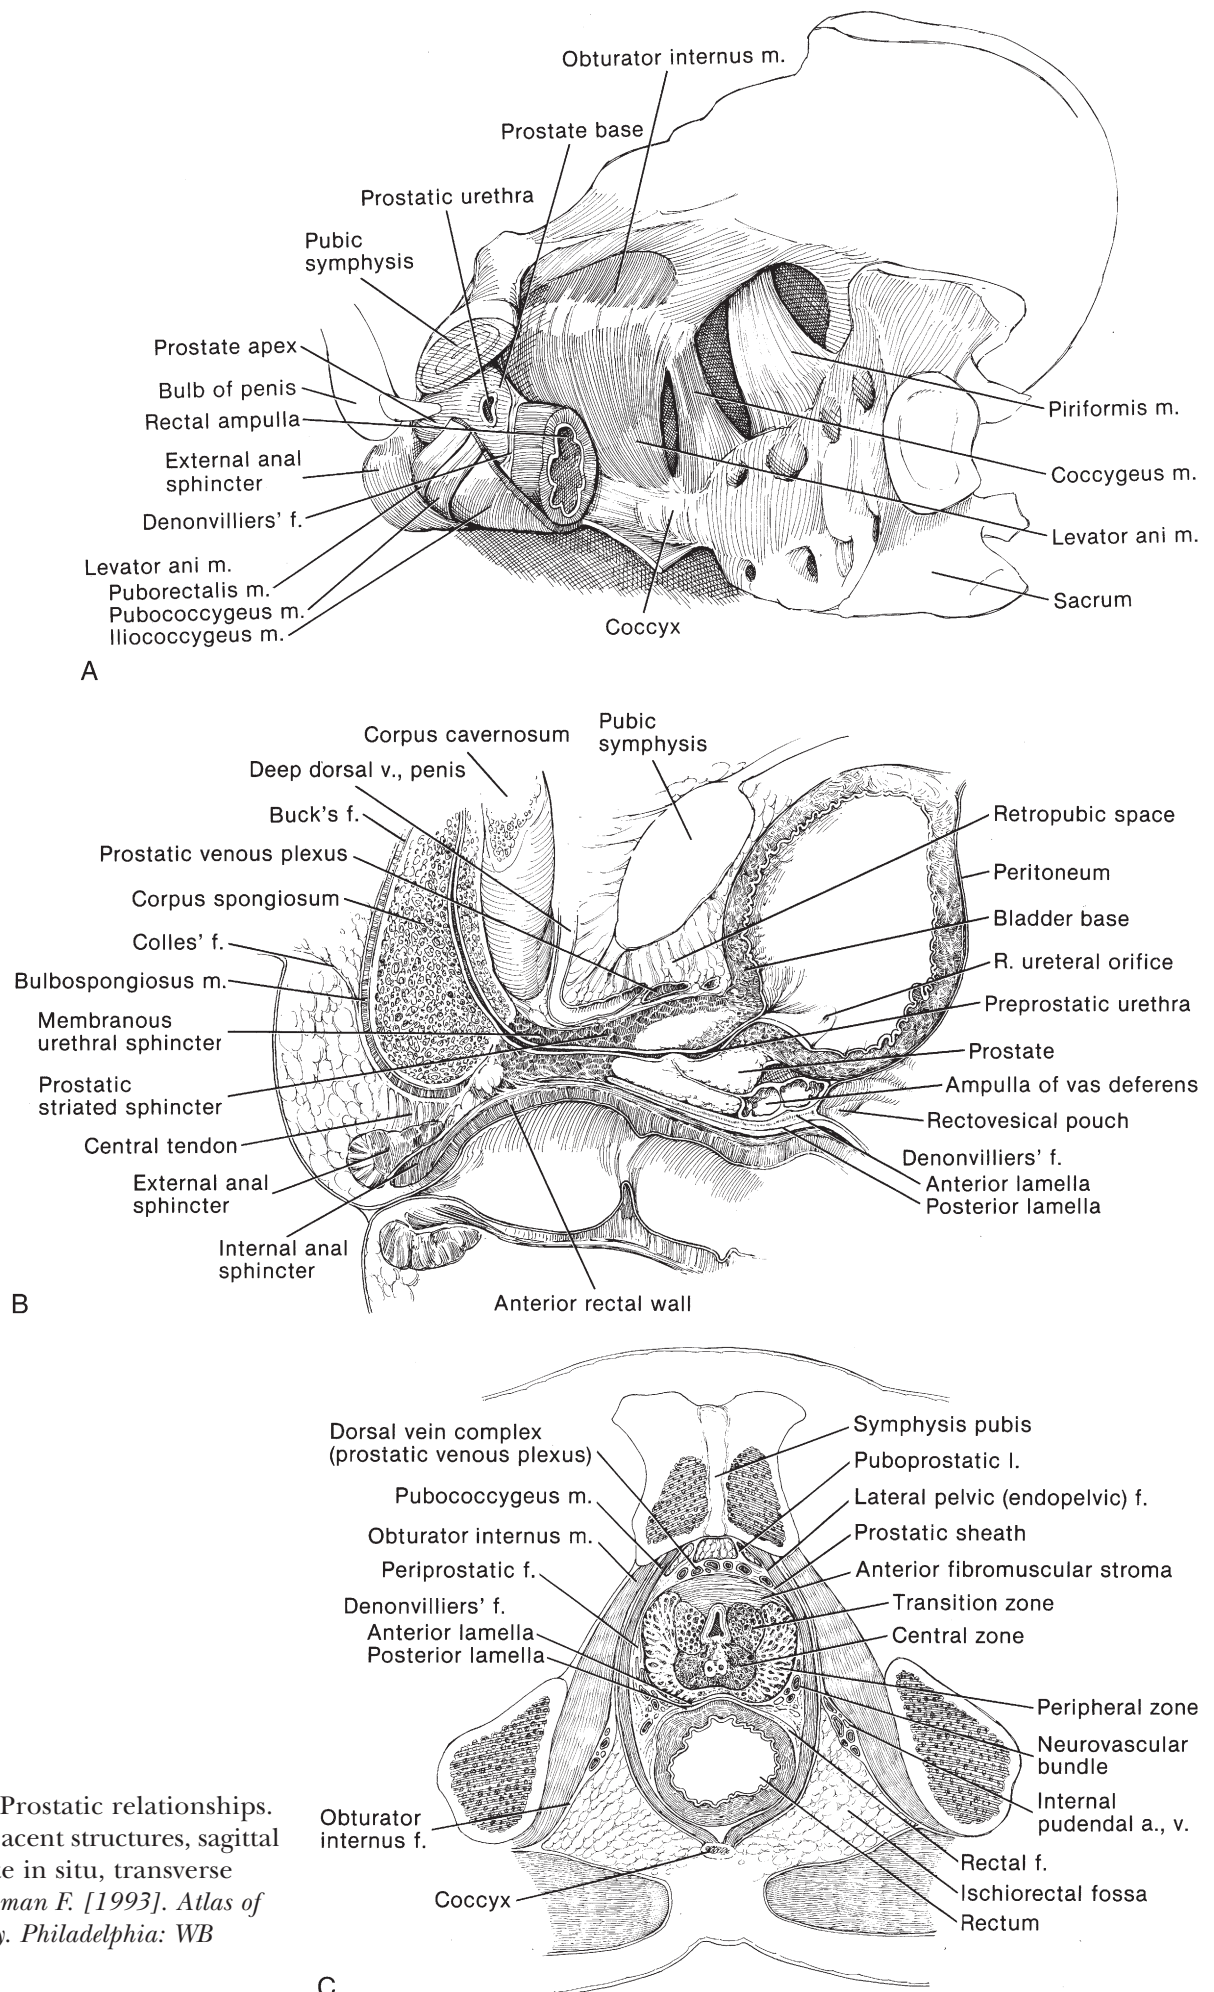 Obturator internus m.
Prostate base
Prostatic urethra
Pubic
symphysis
Prostate apex
Bulb of penis
Rectal ampulla
External anal
sphincter
Denonvilliers' f.
Levator ani m.
Puborectalis m.
Pubococcygeus m.
Iliococcygeus m.
Piriformis m.
Coccygeus m.
Levator ani m.
Sacrum
Coccyx
A
Corpus cavernosum
Pubic
symphysis
Deep dorsal v., penis
Buck's f.
Prostatic venous plexus
Corpus spongiosum
Colles' f.
Bulbospongiosus m.
Membranous
urethral sphincter
Prostatic
striated sphincter
Central tendon
External anal
sphincter
Internal anal
sphincter
Retropubic space
Peritoneum
Bladder base
R. ureteral orifice
Preprostatic urethra
Prostate
Ampulla of vas deferens
Rectovesical pouch
Denonvilliers' f.
Anterior lamella
Posterior lamella
Anterior rectal wall
B
Dorsal vein complex
(prostatic venous plexus)
Pubococcygeus m.
Obturator internus m.
Periprostatic f.
Denonvilliers' f.
Anterior lamella
Posterior lamella
Obturator
internus f.
Coccyx
Symphysis pubis
Puboprostatic l.
Lateral pelvic (endopelvic) f.
Prostatic sheath
Anterior fibromuscular stroma
Transition zone
Central zone
Peripheral zone
Neurovascular
bundle
Internal
pudendal a., v.
Rectal f.
Ischiorectal fossa
Rectum
C
Prostatic relationships.
acent structures, sagittal
e in situ, transverse
man F. [1993]. Atlas of
y. Philadelphia: WB